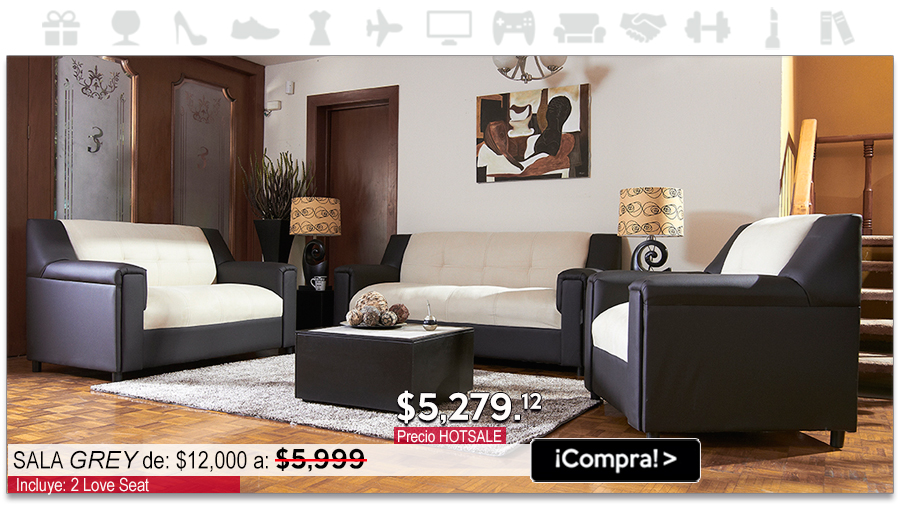 $5,279.12
Precio HOTSALE
SALA GREY de: $12,000 a: $5,999
¡Compra! >
Incluye: 2 Love Seat